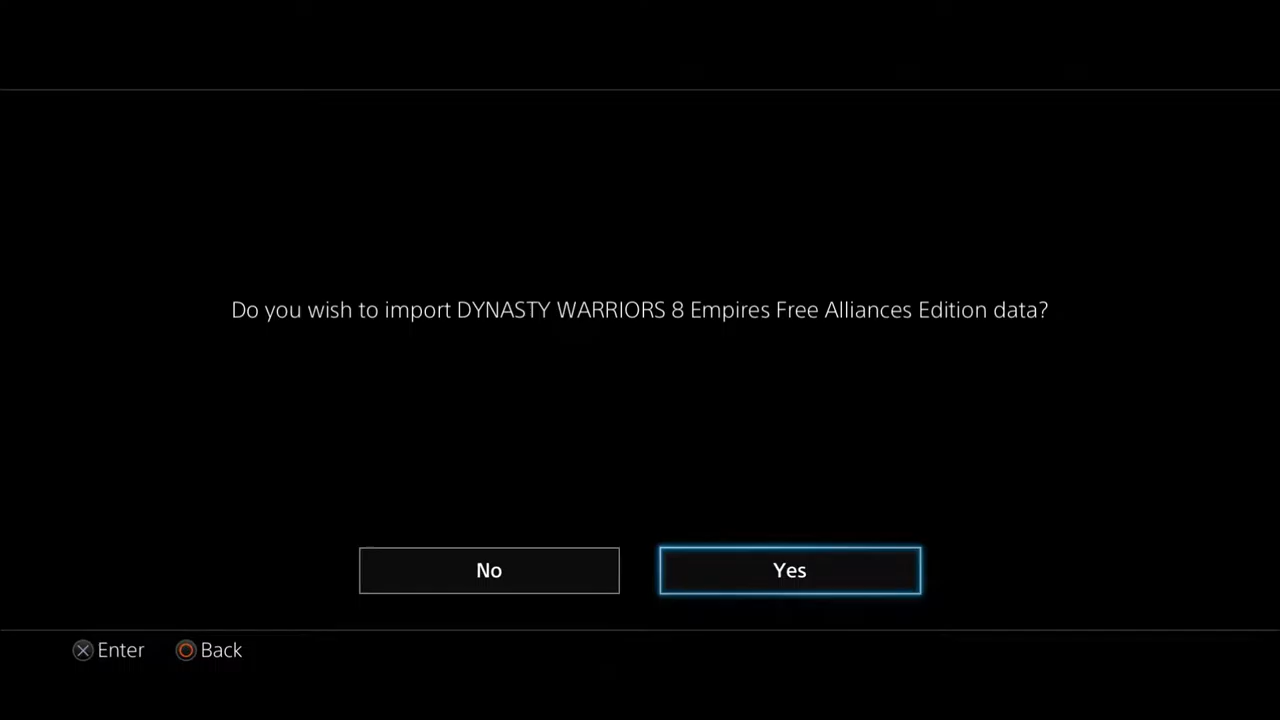 Do you wish to import DYNASTY WARRIORS 8 Empires Free Alliances Edition data?
No
Yes
Enter
Back